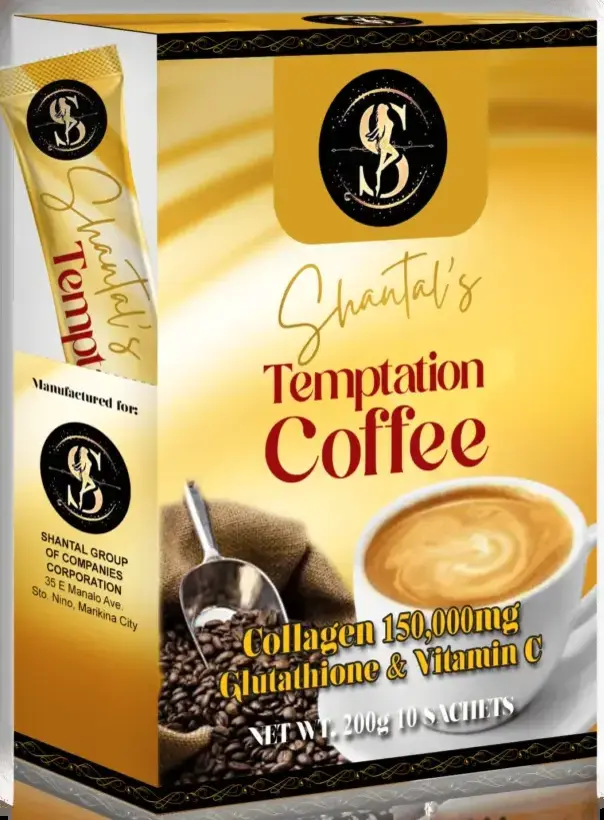 Shantal's
Temptation
Coffee
Collagen 150,000mg
Glutathione & Vitamin C
NET WT. 200g 10 SACHETS
Shantal's
Manufactured for:
SHANTAL GROUP
OF COMPANIES
CORPORATION
35 E Manalo Ave.
Sto. Nino, Marikina City